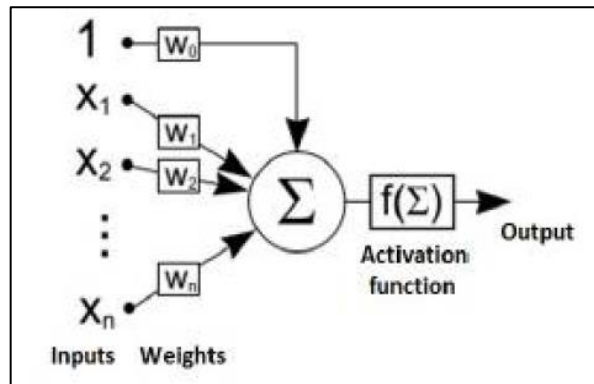 1 W₀
X₁ W₁
X₂ W₂
Σ f(Σ) Output
Activation
function
⋮
Xₙ Wₙ
Inputs Weights